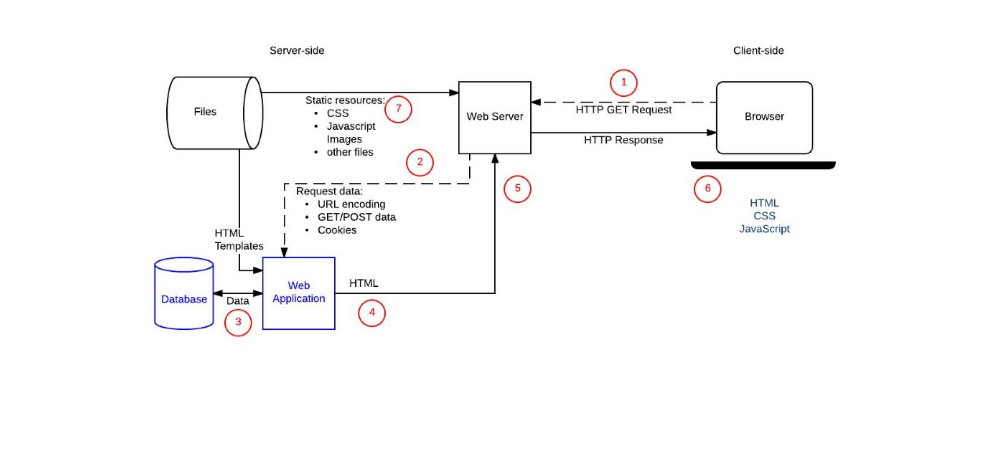 Server-side
Client-side
1
Files
Static resources:
• CSS
• Javascript
Images
• other files
7
Web Server
HTTP GET Request
HTTP Response
Browser
2
5
6
Request data:
• URL encoding
• GET/POST data
• Cookies
HTML
CSS
JavaScript
HTML
Templates
Database
Data
3
Web
Application
HTML
4